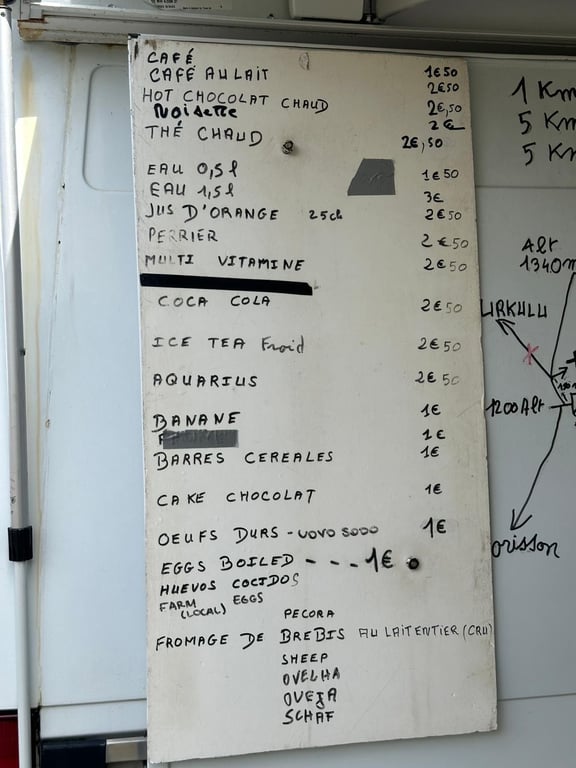 CAFÉ 1€50
CAFÉ AU LAIT 2€50
HOT CHOCOLAT CHAUD 2€,50
Noisette 2€
THÉ CHAUD 2€,50
EAU 0,5l 1€50
EAU 1,5l 3€
JUS D'ORANGE 25cl 2€50
PERRIER 2€50
MULTI VITAMINE 2€50
COCA COLA 2€50
ICE TEA Froid 2€50
AQUARIUS 2€50
BANANE 1€
1€
BARRES CEREALES 1€
CAKE CHOCOLAT 1€
OEUFS DURS - UOVO SODO 1€
EGGS BOILED - - - 1€
HUEVOS COCIDOS
FARM EGGS
(LOCAL)
PECORA
FROMAGE DE BREBIS AU LAIT ENTIER (CRU)
SHEEP
OVELHA
OVEJA
SCHAF
1 Km
5 Km
5 Km
Alt
1340m
URKULU
1200Alt
orisson